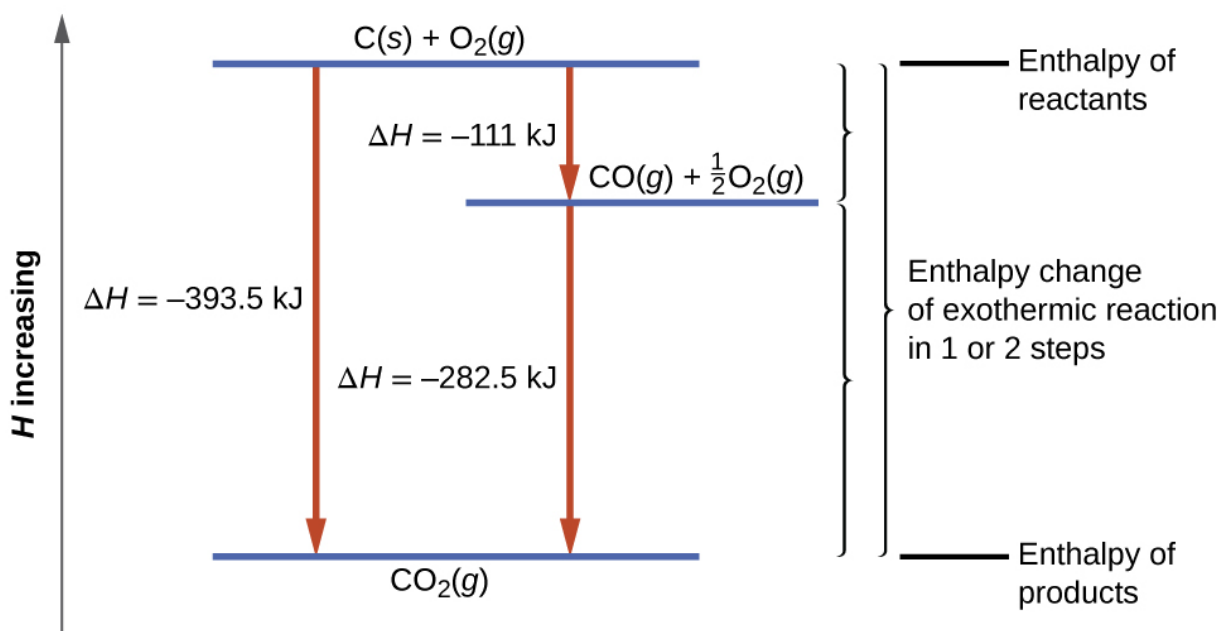 C(s) + O₂(g)
Enthalpy of
reactants
ΔH = –111 kJ
CO(g) + ½O₂(g)
H increasing
ΔH = –393.5 kJ
Enthalpy change
of exothermic reaction
in 1 or 2 steps
ΔH = –282.5 kJ
CO₂(g)
Enthalpy of
products